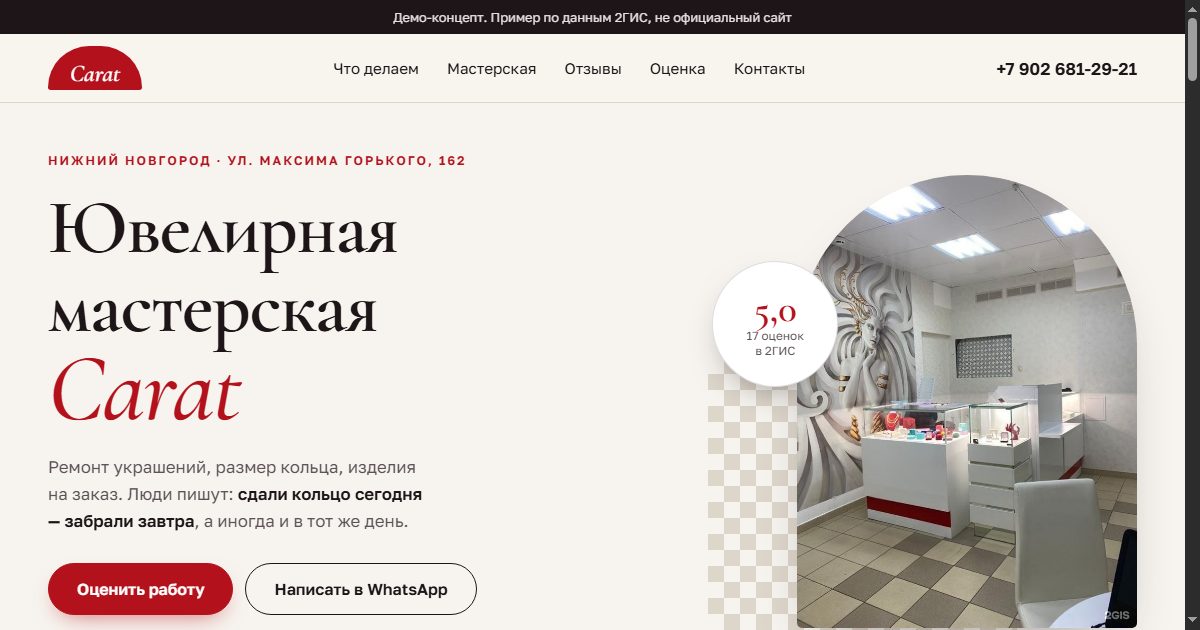 Демо-концепт. Пример по данным 2ГИС, не официальный сайт
Carat
Что делаем
Мастерская
Отзывы
Оценка
Контакты
+7 902 681-29-21
НИЖНИЙ НОВГОРОД · УЛ. МАКСИМА ГОРЬКОГО, 162
Ювелирная
мастерская
Carat
5,0
17 оценок
в 2ГИС
Ремонт украшений, размер кольца, изделия
на заказ. Люди пишут: сдали кольцо сегодня
— забрали завтра, а иногда и в тот же день.
Оценить работу
Написать в WhatsApp
2GIS